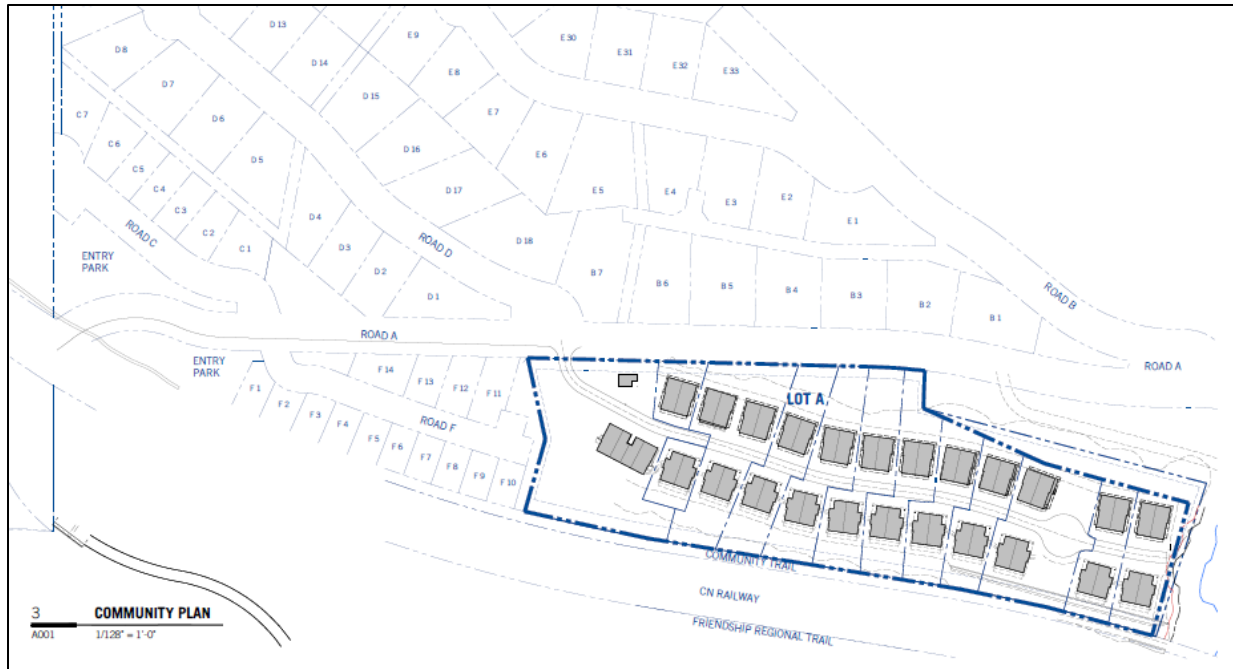 D 13
E 9
E 30
E 31
E 32
E 33
D 8
D 14
E 8
D 7
D 15
E 7
C 7
D 6
C 6
D 5
D 16
E 6
C 5
C 4
D 17
E 5
E 4
E 3
E 2
E 1
C 3
C 2
C 1
D 4
D 3
D 2
D 1
ROAD C
ROAD D
D 18
ENTRY
PARK
B 7
B 6
B 5
B 4
B 3
B 2
B 1
ROAD B
ROAD A
ROAD A
ENTRY
PARK
F 14
F 13
F 12
F 11
F 1
F 2
F 3
F 4
F 5
F 6
F 7
F 8
F 9
F 10
ROAD F
LOT A
COMMUNITY TRAIL
CN RAILWAY
FRIENDSHIP REGIONAL TRAIL
3 COMMUNITY PLAN
A001 1/128" = 1'-0"